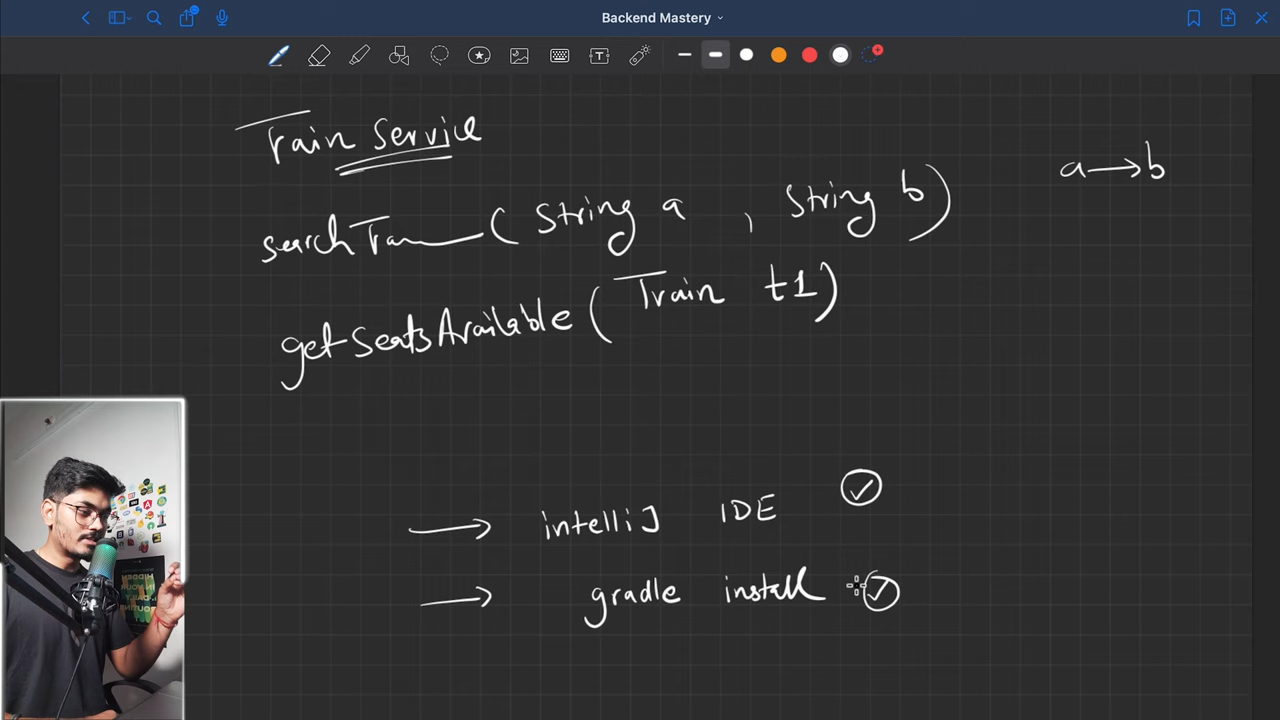 Backend Mastery
Train Service
a → b
searchTra (String a , String b)
getSeatsAvailable (Train t1)
→ intelliJ IDE ✓
→ gradle install ✓